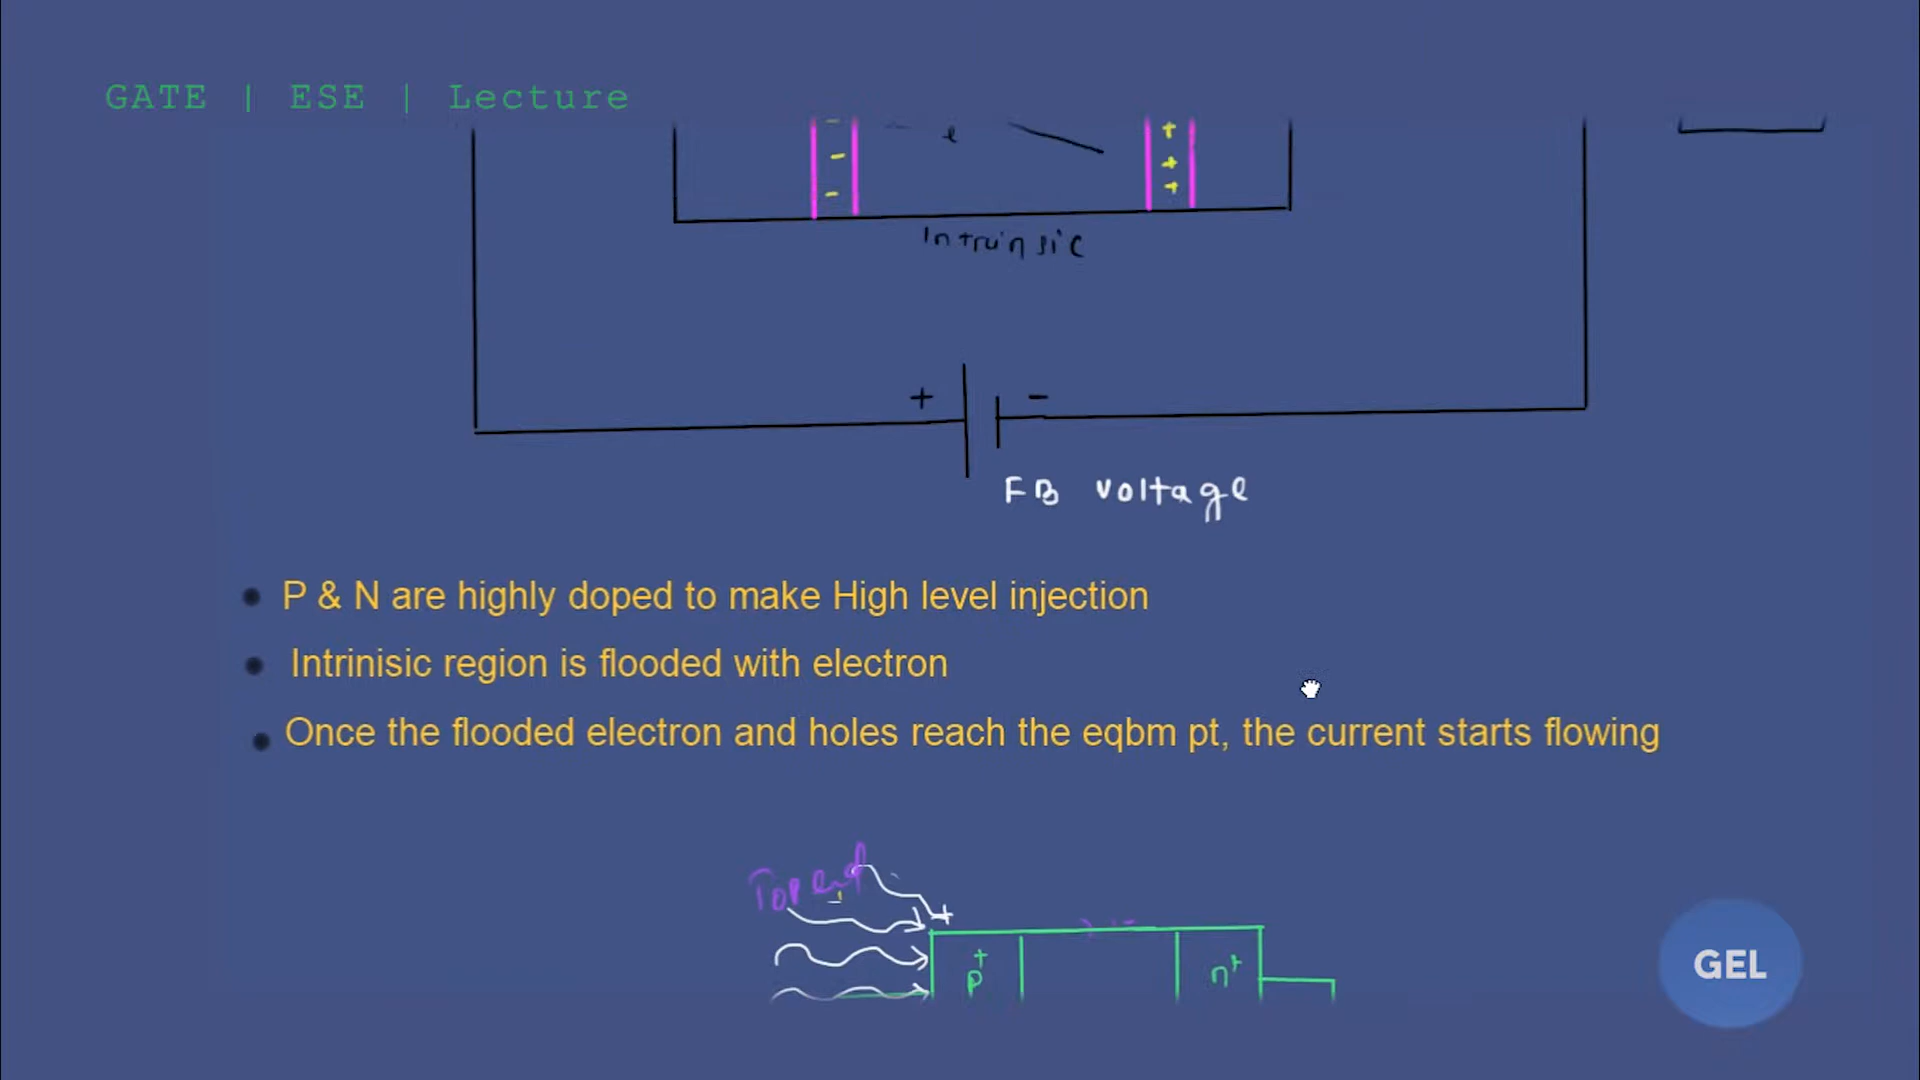 GATE | ESE | Lecture
- e +
- +
- +
Intrinsic
+ -
FB voltage
P & N are highly doped to make High level injection
Intrinisic region is flooded with electron
Once the flooded electron and holes reach the eqbm pt, the current starts flowing
Top
p+ n+
GEL